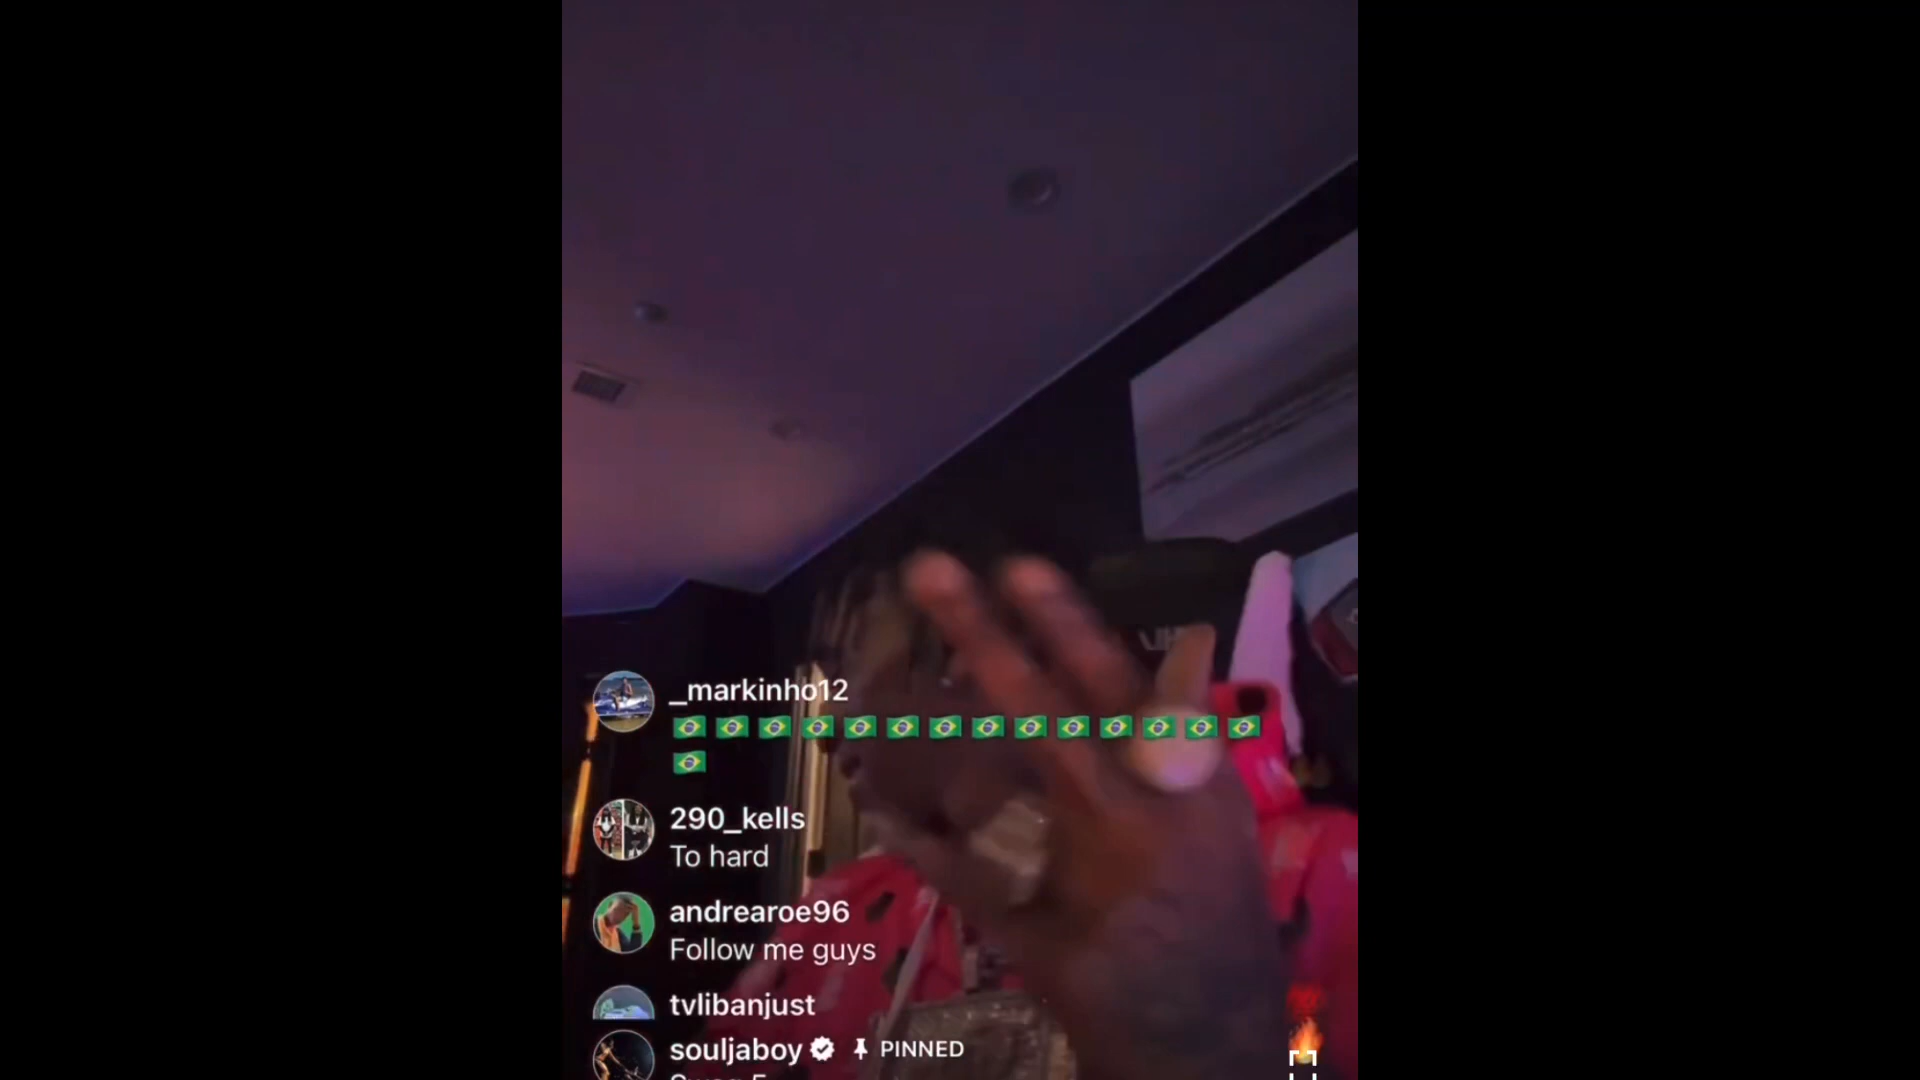 _markinho12
🇧🇷🇧🇷🇧🇷🇧🇷🇧🇷🇧🇷🇧🇷🇧🇷🇧🇷🇧🇷🇧🇷🇧🇷🇧🇷🇧🇷
🇧🇷
290_kells
To hard
andrearoe96
Follow me guys
tvlibanjust
souljaboy PINNED